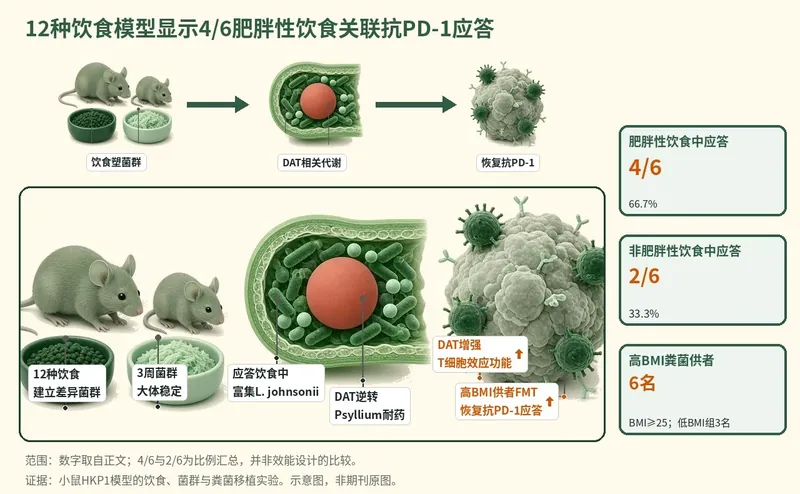 12种饮食模型显示4/6肥胖性饮食关联抗PD-1应答
饮食塑菌群
DAT相关代谢
恢复抗PD-1
12种饮食
建立差异菌群
3周菌群
大体稳定
应答饮食中
富集L. johnsonii
DAT逆转
Psyllium耐药
DAT增强
T细胞效应功能
高BMI供者FMT
恢复抗PD-1应答
肥胖性饮食中应答
4/6
66.7%
非肥胖性饮食中应答
2/6
33.3%
高BMI粪菌供者
6名
BMI≥25；低BMI组3名
范围：数字取自正文；4/6与2/6为比例汇总，并非效能设计的比较。
证据：小鼠HKP1模型的饮食、菌群与粪菌移植实验。示意图，非期刊原图。